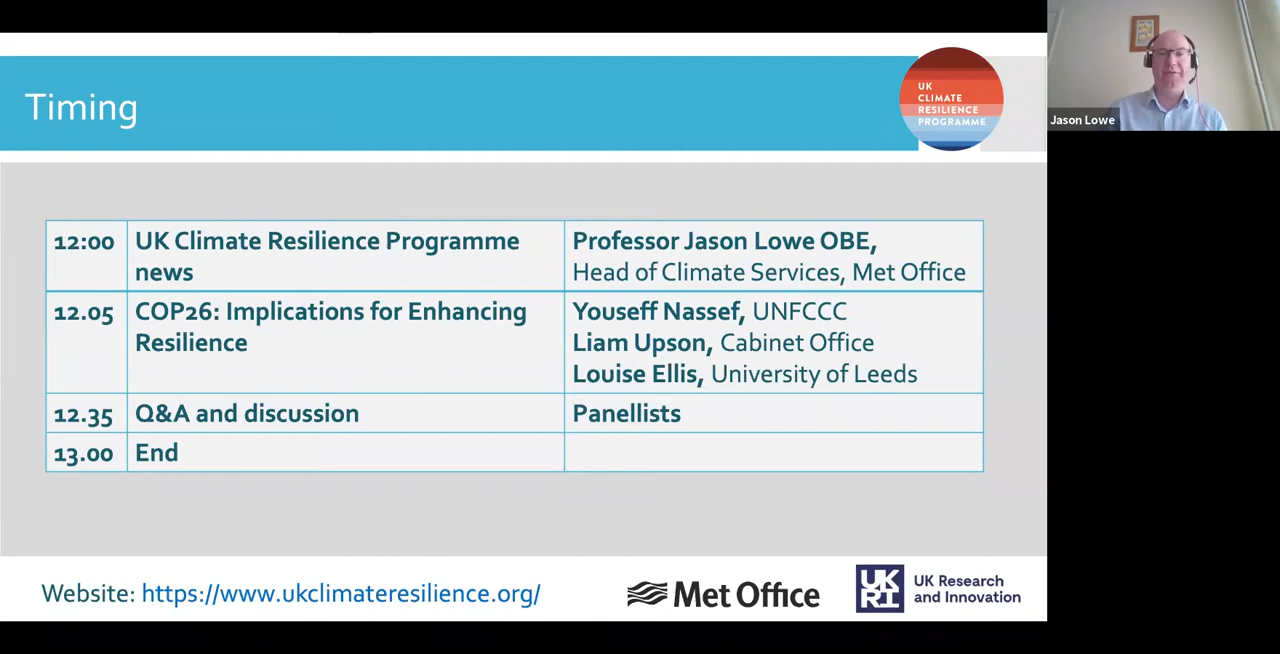 Timing
UK
CLIMATE
RESILIENCE
PROGRAMME
Jason Lowe
12:00 UK Climate Resilience Programme Professor Jason Lowe OBE,
news Head of Climate Services, Met Office
12.05 COP26: Implications for Enhancing Youseff Nassef, UNFCCC
Resilience Liam Upson, Cabinet Office
Louise Ellis, University of Leeds
12.35 Q&A and discussion Panellists
13.00 End
Website: https://www.ukclimateresilience.org/
Met Office
UK
RI
UK Research
and Innovation